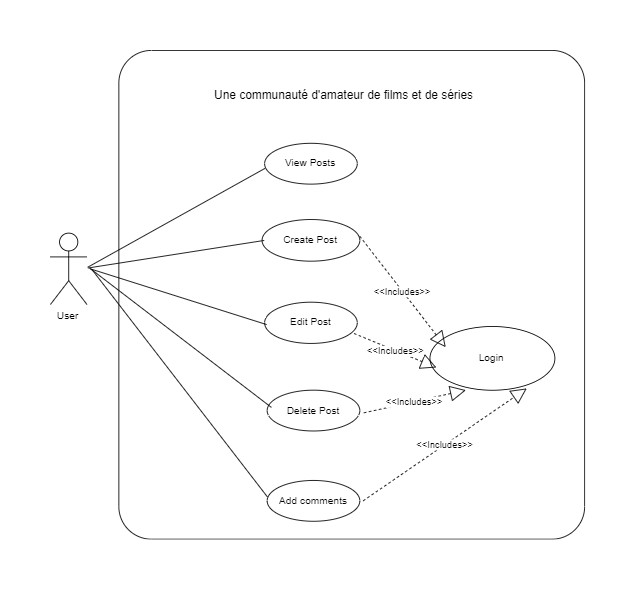 Une communauté d'amateur de films et de séries
View Posts
Create Post
<<Includes>>
User
Edit Post
<<Includes>>
Login
Delete Post
<<Includes>>
<<Includes>>
Add comments